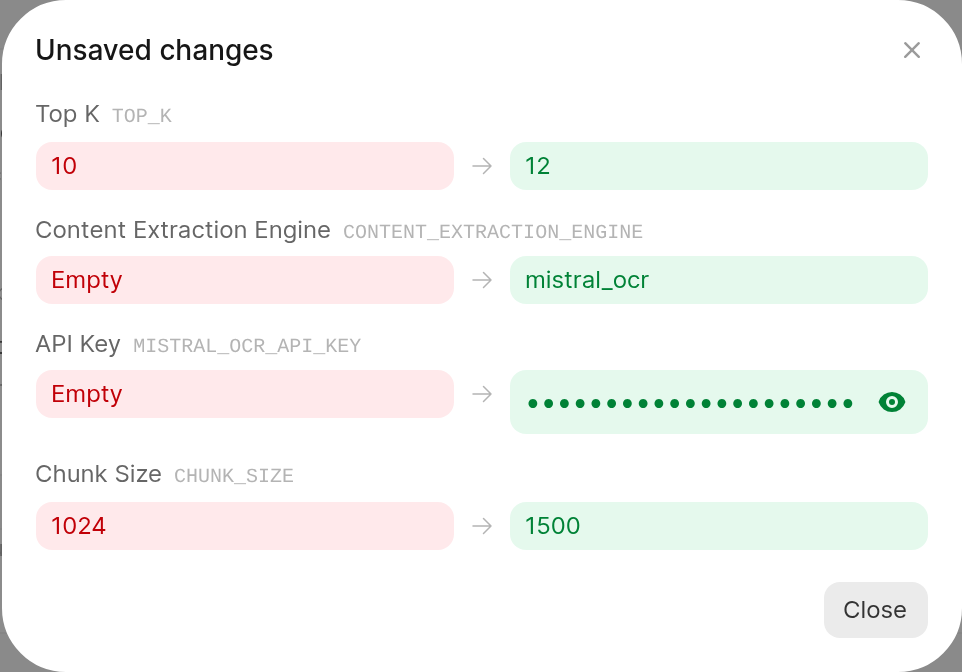 Unsaved changes
Top K TOP_K
10 → 12
Content Extraction Engine CONTENT_EXTRACTION_ENGINE
Empty → mistral_ocr
API Key MISTRAL_OCR_API_KEY
Empty → •••••••••••••••••••••
Chunk Size CHUNK_SIZE
1024 → 1500
Close